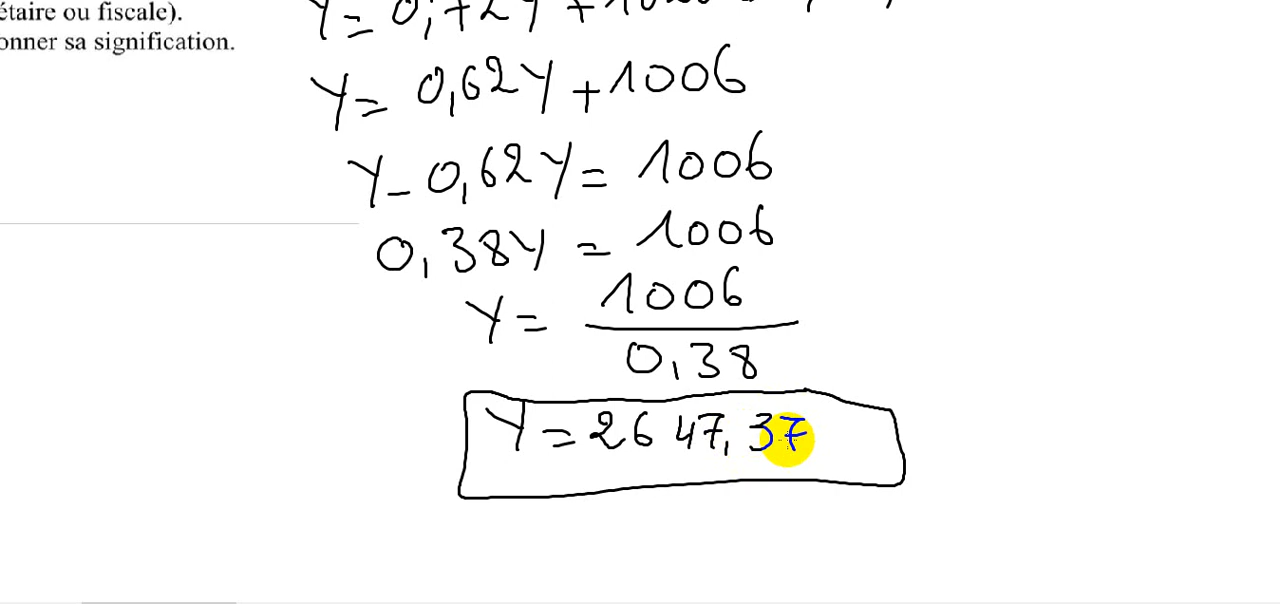 étaire ou fiscale).
onner sa signification.
Y = 0,62Y + 1006
Y - 0,62Y = 1006
0,38Y = 1006
Y = 1006
0,38
Y = 2647,37